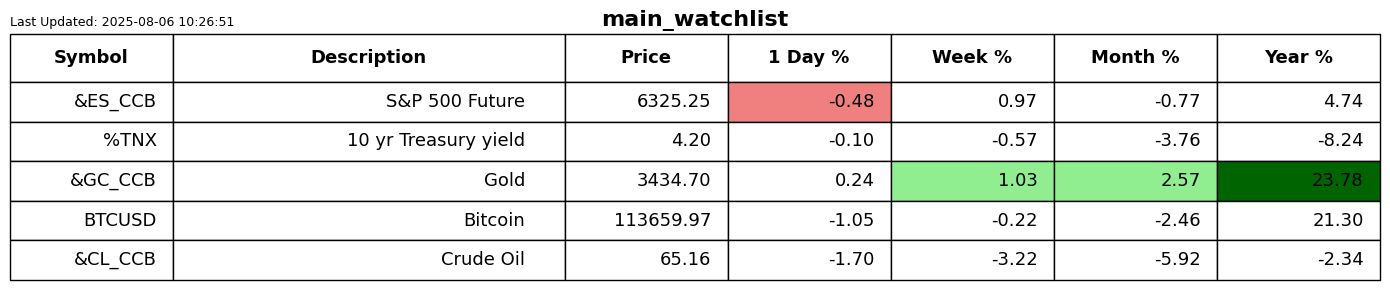 Last Updated: 2025-08-06 10:26:51
main_watchlist
Symbol Description Price 1 Day % Week % Month % Year %
&ES_CCB S&P 500 Future 6325.25 -0.48 0.97 -0.77 4.74
%TNX 10 yr Treasury yield 4.20 -0.10 -0.57 -3.76 -8.24
&GC_CCB Gold 3434.70 0.24 1.03 2.57 23.78
BTCUSD Bitcoin 113659.97 -1.05 -0.22 -2.46 21.30
&CL_CCB Crude Oil 65.16 -1.70 -3.22 -5.92 -2.34